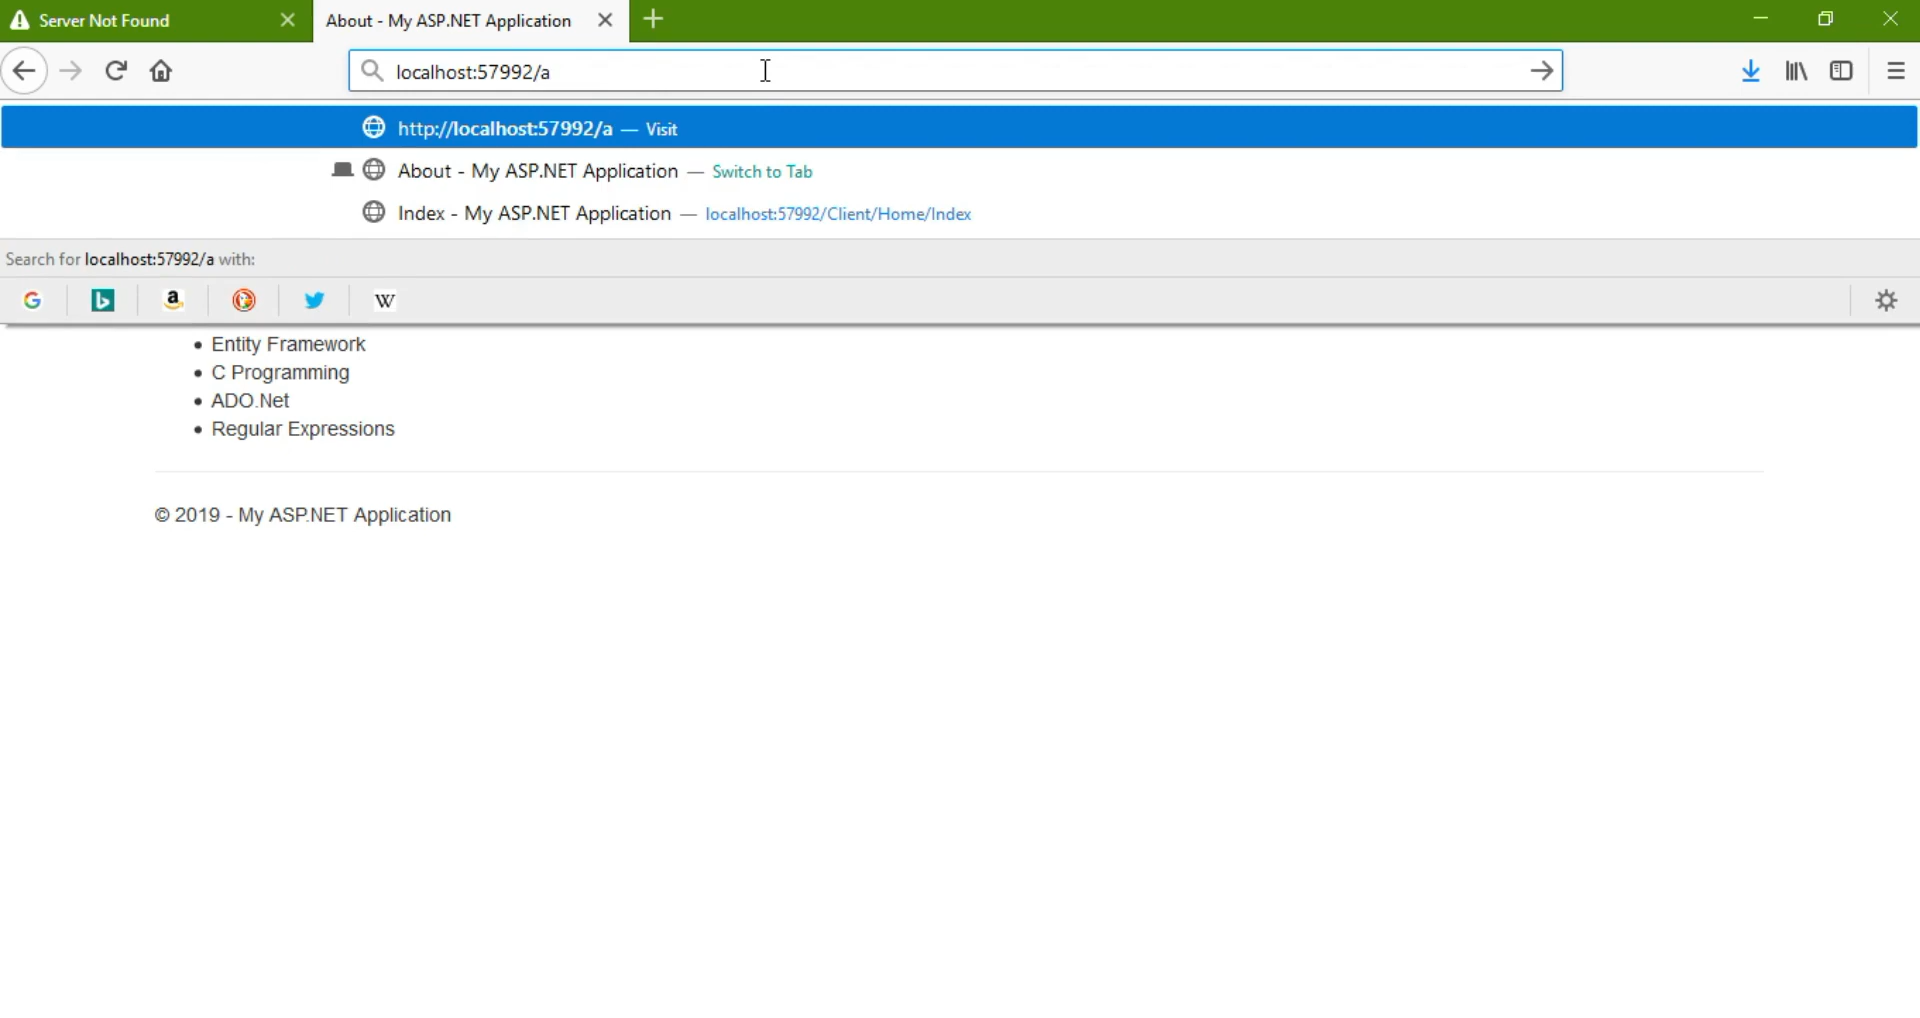 Server Not Found
About - My ASP.NET Application
localhost:57992/a
http://localhost:57992/a — Visit
About - My ASP.NET Application — Switch to Tab
Index - My ASP.NET Application — localhost:57992/Client/Home/Index
Search for localhost:57992/a with:
Entity Framework
C Programming
ADO.Net
Regular Expressions
© 2019 - My ASP.NET Application